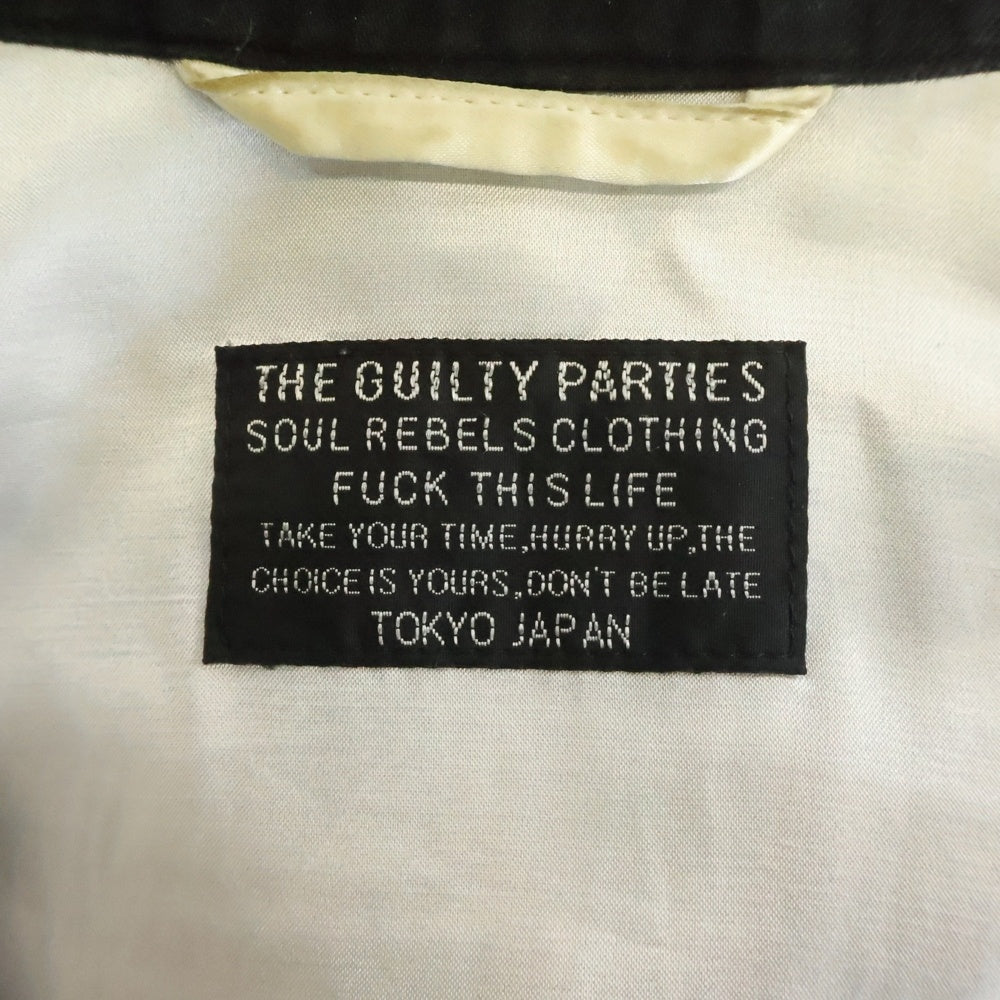 THE GUILTY PARTIES
SOUL REBELS CLOTHING
FUCK THIS LIFE
TAKE YOUR TIME,HURRY UP,THE
CHOICE IS YOURS,DON'T BE LATE
TOKYO JAPAN